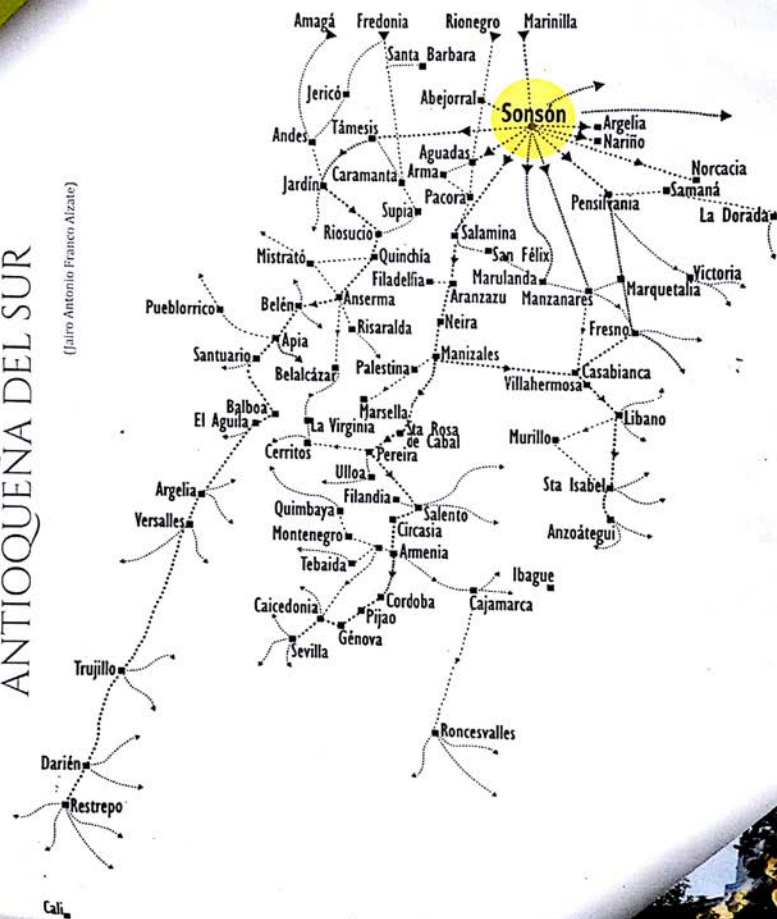 ANTIOQUENA DEL SUR
(Jairo Antonio Franco Alzate)
Amagá
Fredonia
Rionegro
Marinilla
Santa Barbara
Jericó
Abejorral
Sonsón
Andes
Támesis
Argelia
Nariño
Aguadas
Arma
Norcacia
Jardín
Caramanta
Pacora
Pensilvania
Samaná
La Dorada
Supia
Riosucio
Salamina
Mistrató
Quinchía
San Félix
Filadelfia
Marulanda
Victoria
Pueblorrico
Belén
Anserma
Aranzazu
Manzanares
Marquetalia
Risaralda
Neira
Fresno
Apia
Santuario
Belalcázar
Palestina
Manizales
Casabianca
Villahermosa
Marsella
Balboa
El Aguila
La Virginia
Sta Rosa
de Cabal
Murillo
Libano
Cerritos
Pereira
Ulloa
Argelia
Filandia
Sta Isabel
Quimbaya
Salento
Versalles
Circasia
Montenegro
Anzoátegui
Armenia
Tebaida
Ibague
Caicedonia
Cordoba
Cajamarca
Pijao
Génova
Sevilla
Trujillo
Roncesvalles
Darién
Restrepo
Cali